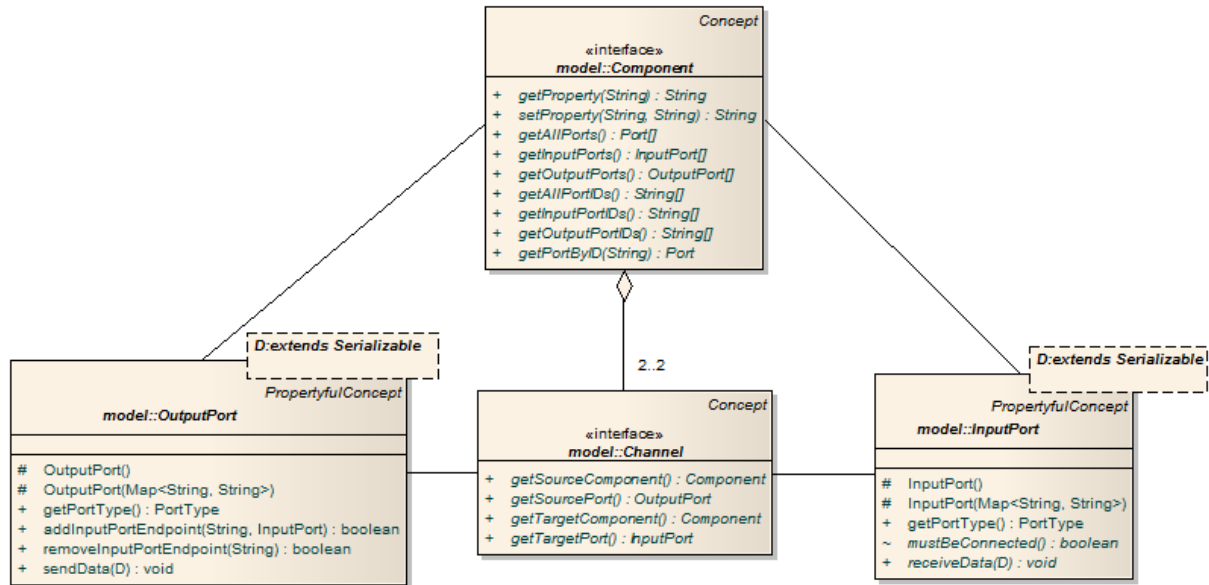 Concept
«interface»
model::Component
+ getProperty(String) : String
+ setProperty(String, String) : String
+ getAllPorts() : Port[]
+ getInputPorts() : InputPort[]
+ getOutputPorts() : OutputPort[]
+ getAllPortIDs() : String[]
+ getInputPortIDs() : String[]
+ getOutputPortIDs() : String[]
+ getPortByID(String) : Port
2..2
D:extends Serializable
PropertyfulConcept
model::OutputPort
# OutputPort()
# OutputPort(Map<String, String>)
+ getPortType() : PortType
+ addInputPortEndpoint(String, InputPort) : boolean
+ removeInputPortEndpoint(String) : boolean
+ sendData(D) : void
Concept
«interface»
model::Channel
+ getSourceComponent() : Component
+ getSourcePort() : OutputPort
+ getTargetComponent() : Component
+ getTargetPort() : InputPort
D:extends Serializable
PropertyfulConcept
model::InputPort
# InputPort()
# InputPort(Map<String, String>)
+ getPortType() : PortType
~ mustBeConnected() : boolean
+ receiveData(D) : void